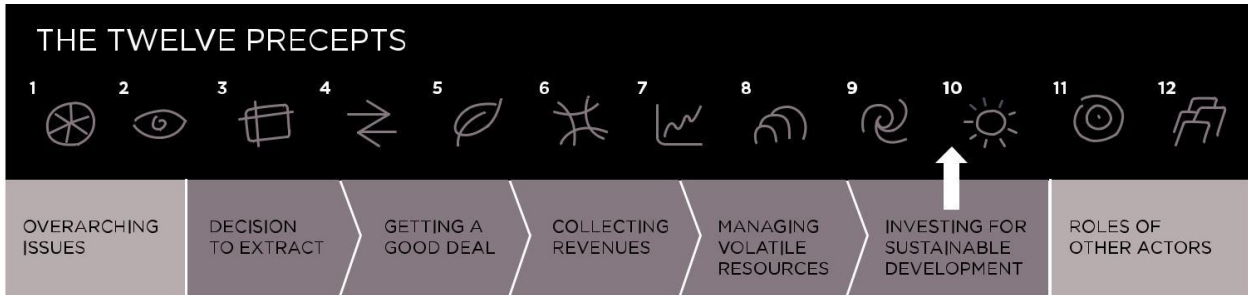 THE TWELVE PRECEPTS
1 2 3 4 5 6 7 8 9 10 11 12
OVERARCHING
ISSUES
DECISION
TO EXTRACT
GETTING A
GOOD DEAL
COLLECTING
REVENUES
MANAGING
VOLATILE
RESOURCES
INVESTING FOR
SUSTAINABLE
DEVELOPMENT
ROLES OF
OTHER ACTORS